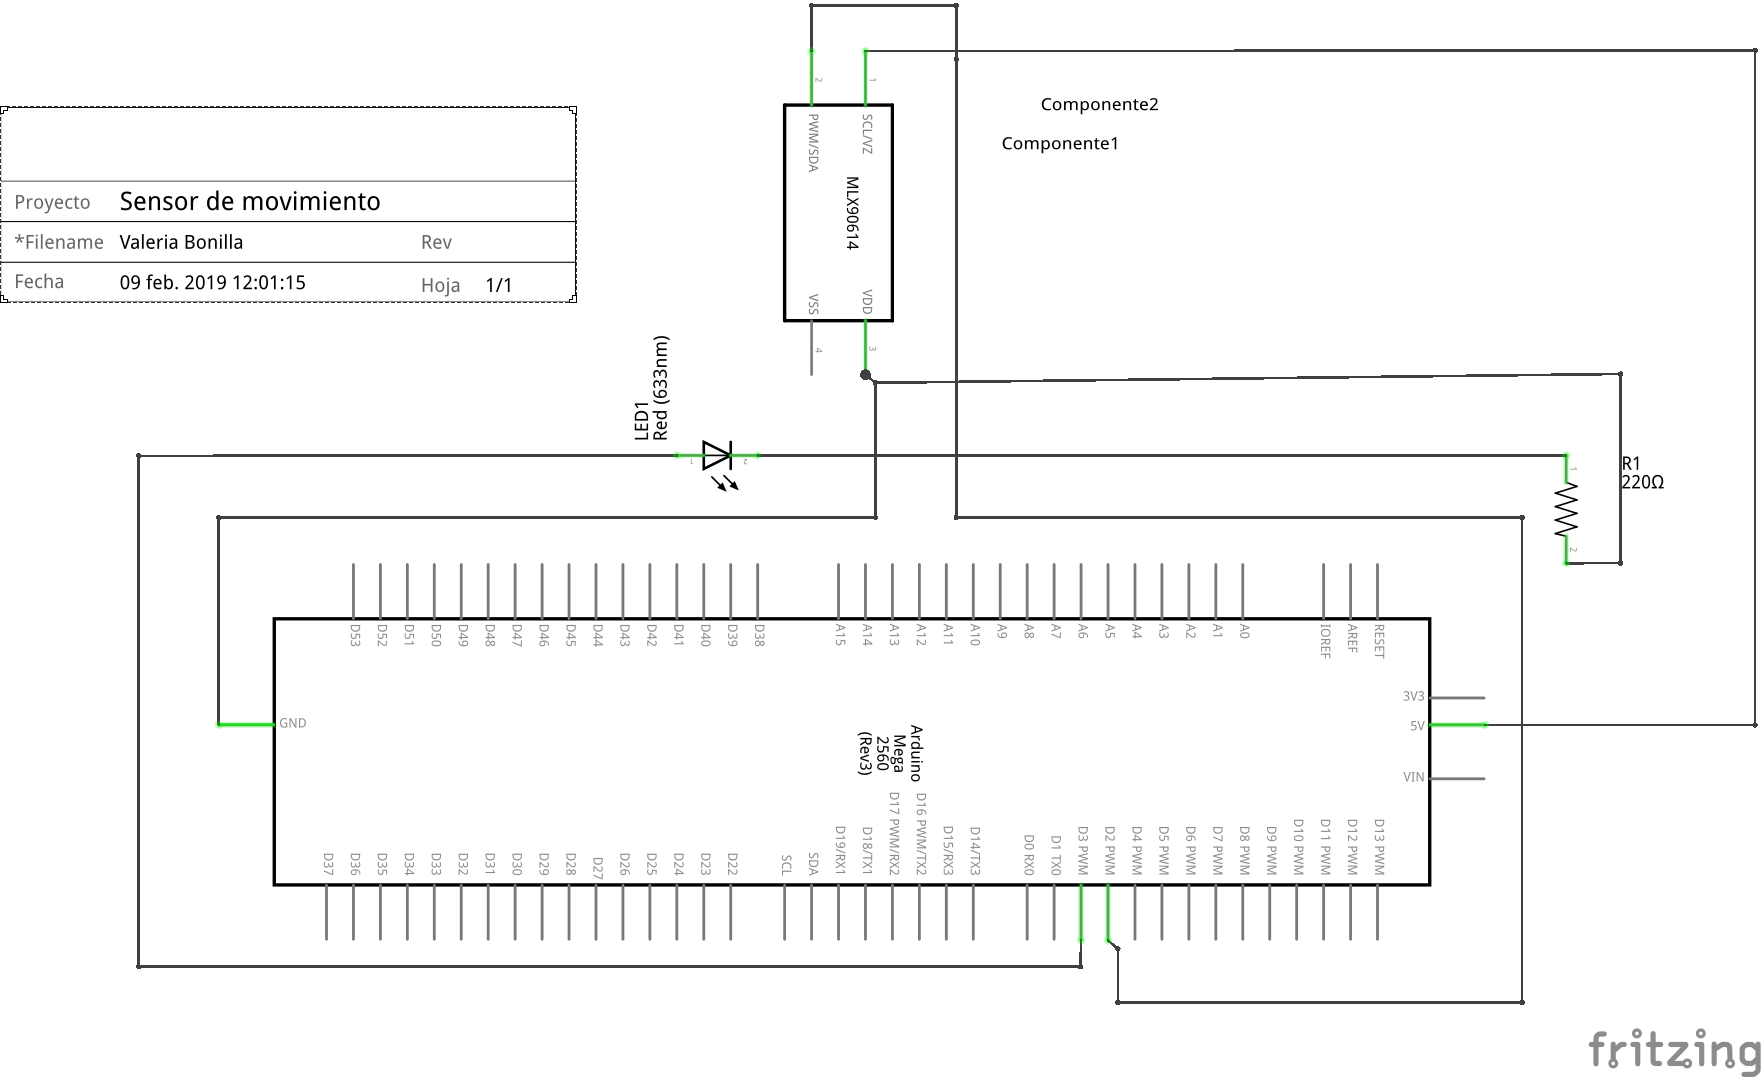 2
1
PWM/SDA
SCL/VZ
MLX90614
VSS
VDD
4
3
Componente2
Componente1
Proyecto Sensor de movimiento
*Filename Valeria Bonilla Rev
Fecha 09 feb. 2019 12:01:15 Hoja 1/1
LED1
Red (633nm)
1
2
1
R1
220Ω
2
D53 D52 D51 D50 D49 D48 D47 D46 D45 D44 D43 D42 D41 D40 D39 D38 A15 A14 A13 A12 A11 A10 A9 A8 A7 A6 A5 A4 A3 A2 A1 A0 IOREF AREF RESET
3V3
GND
5V
VIN
Arduino
Mega
2560
(Rev3)
D37 D36 D35 D34 D33 D32 D31 D30 D29 D28 D27 D26 D25 D24 D23 D22 SCL SDA D19/RX1 D18/TX1 D17 PWM/RX2 D16 PWM/TX2 D15/RX3 D14/TX3 D0 RX0 D1 TX0 D3 PWM D2 PWM D4 PWM D5 PWM D6 PWM D7 PWM D8 PWM D9 PWM D10 PWM D11 PWM D12 PWM D13 PWM
fritzing